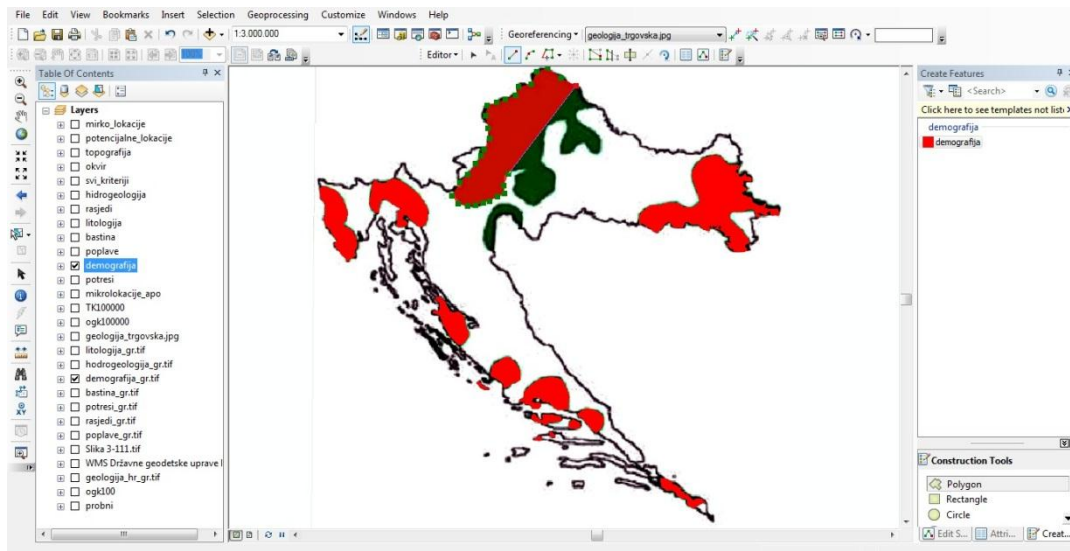 File Edit View Bookmarks Insert Selection Geoprocessing Customize Windows Help
1:3.000.000 Georeferencing geologija_trgovska.jpg
Editor
Table Of Contents
Layers
mirko_lokacije
potencijalne_lokacije
topografija
okvir
svi_kriteriji
hidrogeologija
rasjedi
litologija
bastina
poplave
demografija
potresi
mikrolokacije_apo
TK100000
ogk100000
geologija_trgovska.jpg
litologija_gr.tif
hodrogeologija_gr.tif
demografija_gr.tif
bastina_gr.tif
potresi_gr.tif
rasjedi_gr.tif
poplave_gr.tif
Slika 3-111.tif
WMS Državne geodetske uprave
geologija_hr_gr.tif
ogk100
probni
Create Features
<Search>
Click here to see templates not list
demografija
demografija
Construction Tools
Polygon
Rectangle
Circle
Edit S... Attri... Creat...